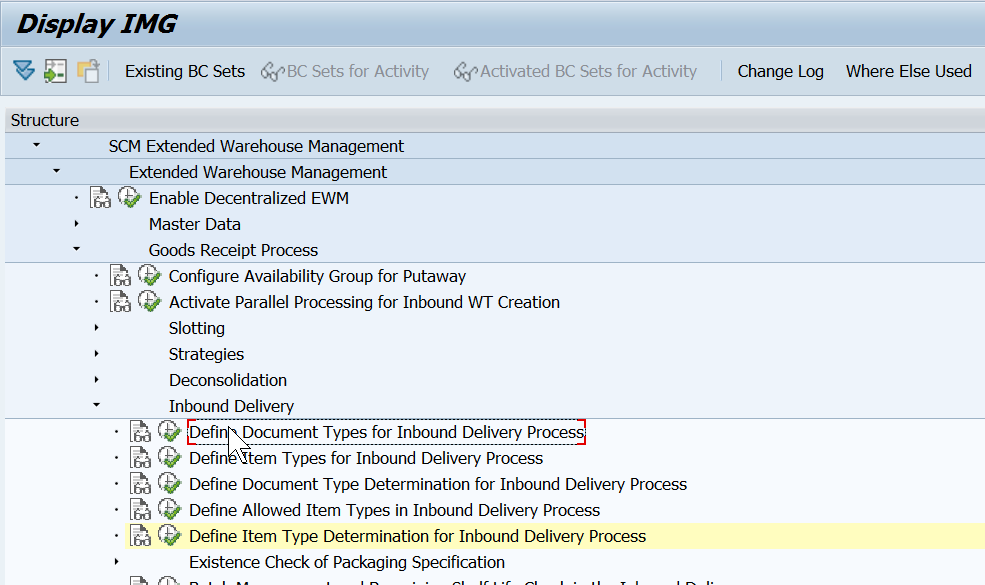 Display IMG
Existing BC Sets BC Sets for Activity Activated BC Sets for Activity Change Log Where Else Used
Structure
SCM Extended Warehouse Management
Extended Warehouse Management
Enable Decentralized EWM
Master Data
Goods Receipt Process
Configure Availability Group for Putaway
Activate Parallel Processing for Inbound WT Creation
Slotting
Strategies
Deconsolidation
Inbound Delivery
Define Document Types for Inbound Delivery Process
Define Item Types for Inbound Delivery Process
Define Document Type Determination for Inbound Delivery Process
Define Allowed Item Types in Inbound Delivery Process
Define Item Type Determination for Inbound Delivery Process
Existence Check of Packaging Specification